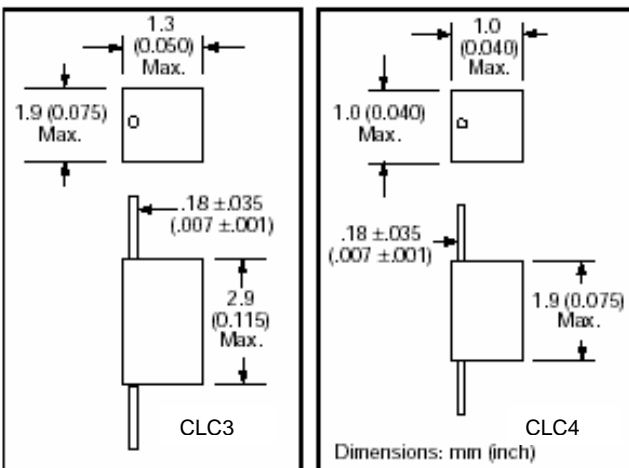 1.3
(0.050)
Max.
1.9 (0.075)
Max.
.18 ±.035
(.007 ±.001)
2.9
(0.115)
Max.
CLC3
1.0
(0.040)
Max.
1.0 (0.040)
Max.
.18 ±.035
(.007 ±.001)
1.9 (0.075)
Max.
CLC4
Dimensions: mm (inch)